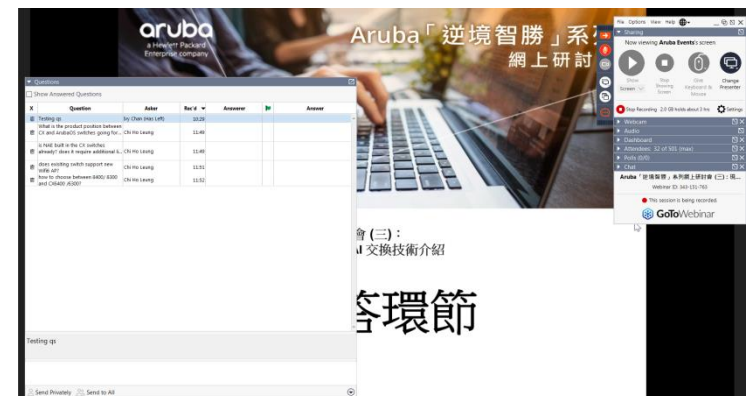 aruba
a Hewlett Packard
Enterprise company
Aruba「逆境智勝」系
網上研討
Questions
Show Answered Questions
X Question Asker Rec'd Answerer Answer
Testing qs Ivy Chan (Has Left) 10:29
What is the product position between
CX and ArubaOS switches going for... Chi Ho Leung 11:46
is NAE built in the CX switches
already? does it require additional li... Chi Ho Leung 11:49
does existing switch support new
Wifi6 AP? Chi Ho Leung 11:51
how to choose between 8400/ 8300
and CX6400 /6300? Chi Ho Leung 11:52
Testing qs
Send Privately Send to All
會 (三)：
AI 交換技術介紹
答環節
File Options View Help
Sharing
Now viewing Aruba Events's screen
Show Stop Give Change
Screen Showing Keyboard & Presenter
Screen Mouse
Stop Recording 2.0 GB holds about 2 hrs Settings
Webcam
Audio
Dashboard
Attendees: 32 of 501 (max)
Polls (0/0)
Chat
Aruba「逆境智勝」系列網上研討會 (三)：現...
Webinar ID: 343-131-763
This session is being recorded.
GoToWebinar